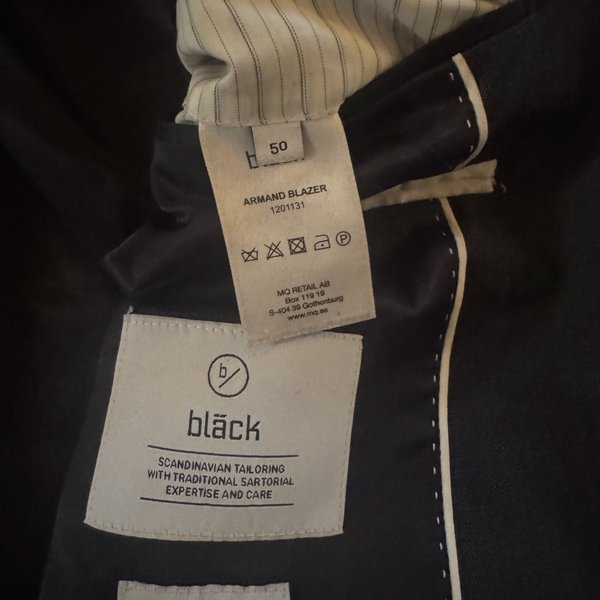 50
ARMAND BLAZER
1201131
MQ RETAIL AB
Box 119 19
S-404 39 Gothenburg
www.mq.se
b/
bläck
SCANDINAVIAN TAILORING
WITH TRADITIONAL SARTORIAL
EXPERTISE AND CARE